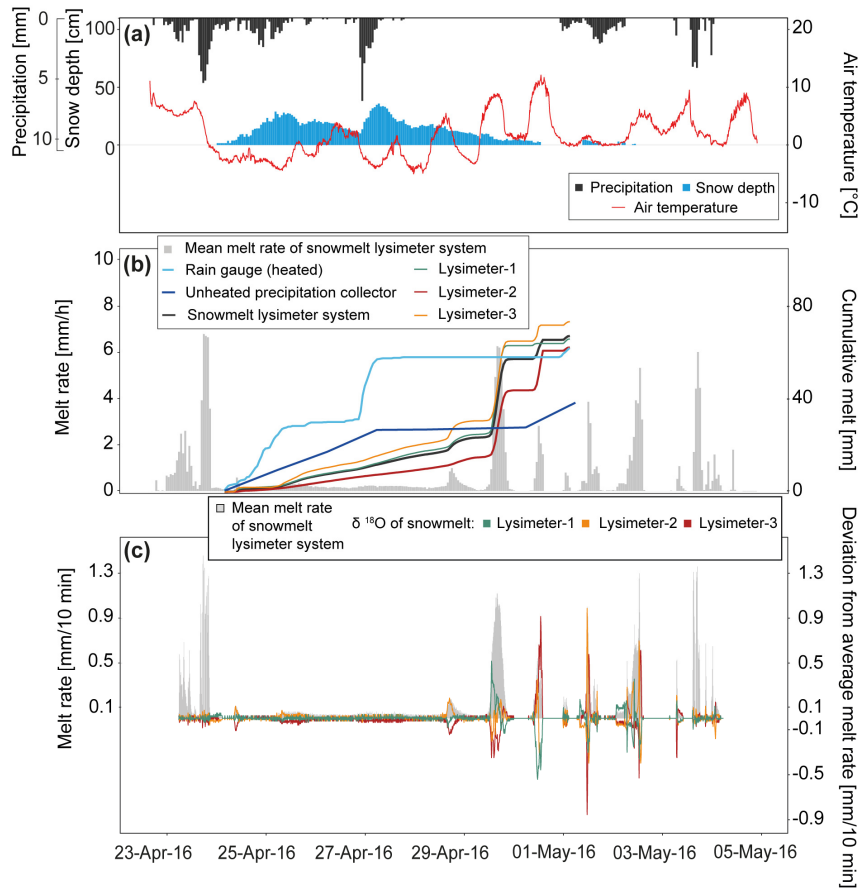 Precipitation [mm]
0
5
10
Snow depth [cm]
100
50
0
(a)
20
10
0
-10
Air temperature [°C]
Precipitation
Snow depth
Air temperature
(b)
Mean melt rate of snowmelt lysimeter system
Rain gauge (heated)
Lysimeter-1
Unheated precipitation collector
Lysimeter-2
Snowmelt lysimeter system
Lysimeter-3
Melt rate [mm/h]
10
8
6
4
2
0
80
40
0
Cumulative melt [mm]
Mean melt rate
of snowmelt
lysimeter system
δ 18O of snowmelt:
Lysimeter-1
Lysimeter-2
Lysimeter-3
(c)
Melt rate [mm/10 min]
1.3
0.9
0.5
0.1
1.3
0.9
0.5
0.1
-0.1
-0.5
-0.9
Deviation from average melt rate [mm/10 min]
23-Apr-16
25-Apr-16
27-Apr-16
29-Apr-16
01-May-16
03-May-16
05-May-16